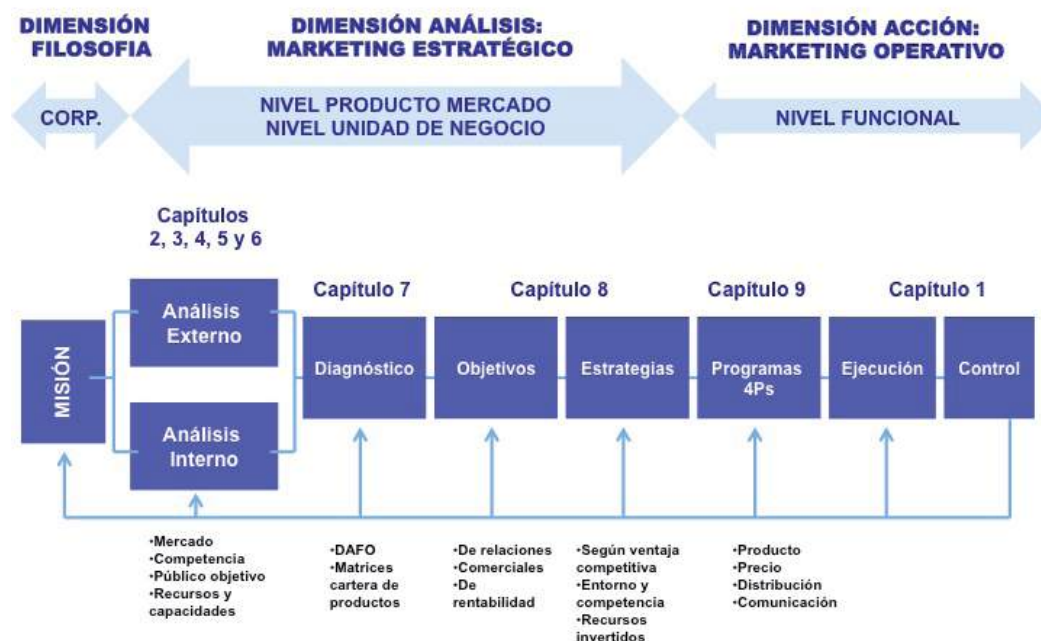 DIMENSIÓN
FILOSOFIA
DIMENSIÓN ANÁLISIS:
MARKETING ESTRATÉGICO
DIMENSIÓN ACCIÓN:
MARKETING OPERATIVO
CORP.
NIVEL PRODUCTO MERCADO
NIVEL UNIDAD DE NEGOCIO
NIVEL FUNCIONAL
Capítulos
2, 3, 4, 5 y 6
Capítulo 7
Capítulo 8
Capítulo 9
Capítulo 1
MISIÓN
Análisis
Externo
Análisis
Interno
Diagnóstico
Objetivos
Estrategias
Programas
4Ps
Ejecución
Control
•Mercado
•Competencia
•Público objetivo
•Recursos y
capacidades
•DAFO
•Matrices
cartera de
productos
•De relaciones
•Comerciales
•De
rentabilidad
•Según ventaja
competitiva
•Entorno y
competencia
•Recursos
invertidos
•Producto
•Precio
•Distribución
•Comunicación